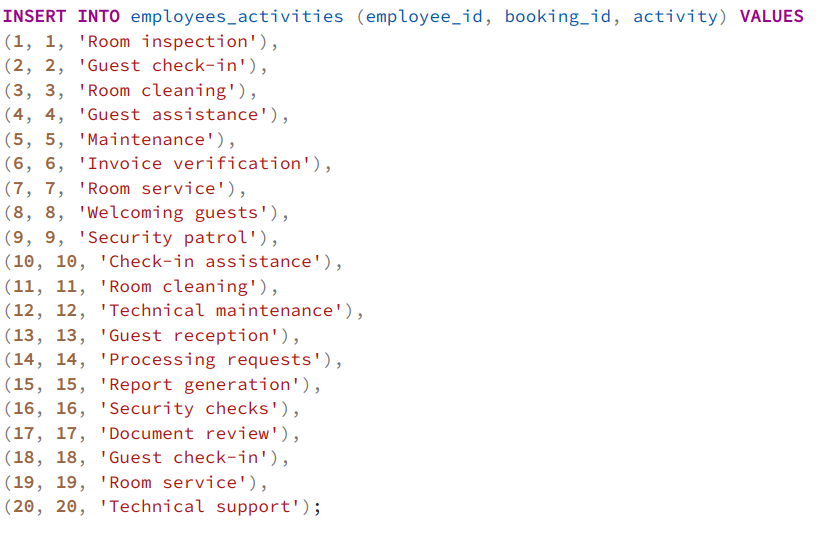 INSERT INTO employees_activities (employee_id, booking_id, activity) VALUES
(1, 1, 'Room inspection'),
(2, 2, 'Guest check-in'),
(3, 3, 'Room cleaning'),
(4, 4, 'Guest assistance'),
(5, 5, 'Maintenance'),
(6, 6, 'Invoice verification'),
(7, 7, 'Room service'),
(8, 8, 'Welcoming guests'),
(9, 9, 'Security patrol'),
(10, 10, 'Check-in assistance'),
(11, 11, 'Room cleaning'),
(12, 12, 'Technical maintenance'),
(13, 13, 'Guest reception'),
(14, 14, 'Processing requests'),
(15, 15, 'Report generation'),
(16, 16, 'Security checks'),
(17, 17, 'Document review'),
(18, 18, 'Guest check-in'),
(19, 19, 'Room service'),
(20, 20, 'Technical support');